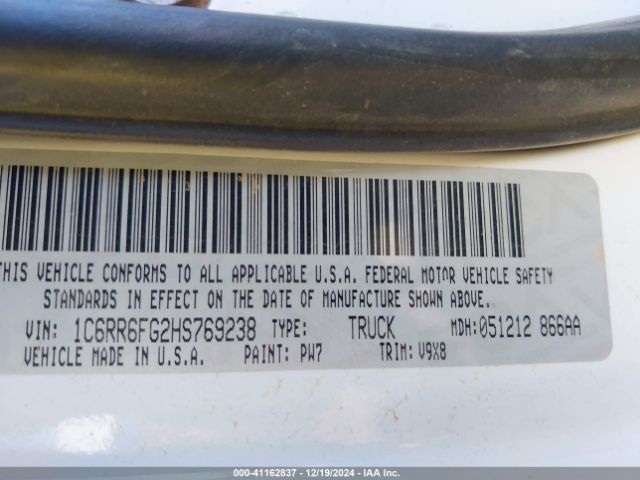 THIS VEHICLE CONFORMS TO ALL APPLICABLE U.S.A. FEDERAL MOTOR VEHICLE SAFETY
STANDARDS IN EFFECT ON THE DATE OF MANUFACTURE SHOWN ABOVE.
VIN: 1C6RR6FG2HS769238 TYPE: TRUCK MDH:051212 866AA
VEHICLE MADE IN U.S.A. PAINT: PW7 TRIM: V9X8
000-41162837 - 12/19/2024 - IAA Inc.